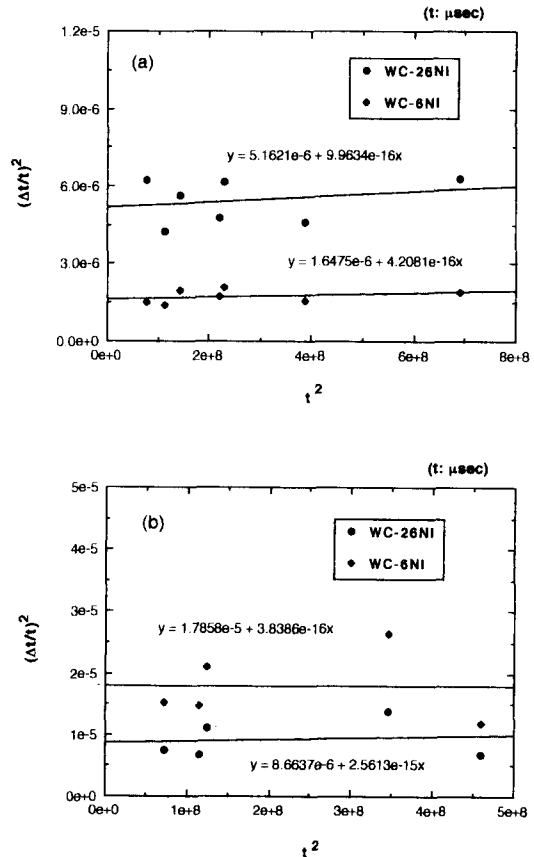 (t: μsec)
1.2e-5
(a)
WC-26NI
WC-6NI
9.0e-6
(Δt/t)²
y = 5.1621e-6 + 9.9634e-16x
6.0e-6
y = 1.6475e-6 + 4.2081e-16x
3.0e-6
0.0e+0
0e+0 2e+8 4e+8 6e+8 8e+8
t²
(t: μsec)
5e-5
(b)
WC-26NI
WC-6NI
4e-5
(Δt/t)²
3e-5
y = 1.7858e-5 + 3.8386e-16x
2e-5
1e-5
y = 8.6637e-6 + 2.5613e-15x
0e+0
0e+0 1e+8 2e+8 3e+8 4e+8 5e+8
t²